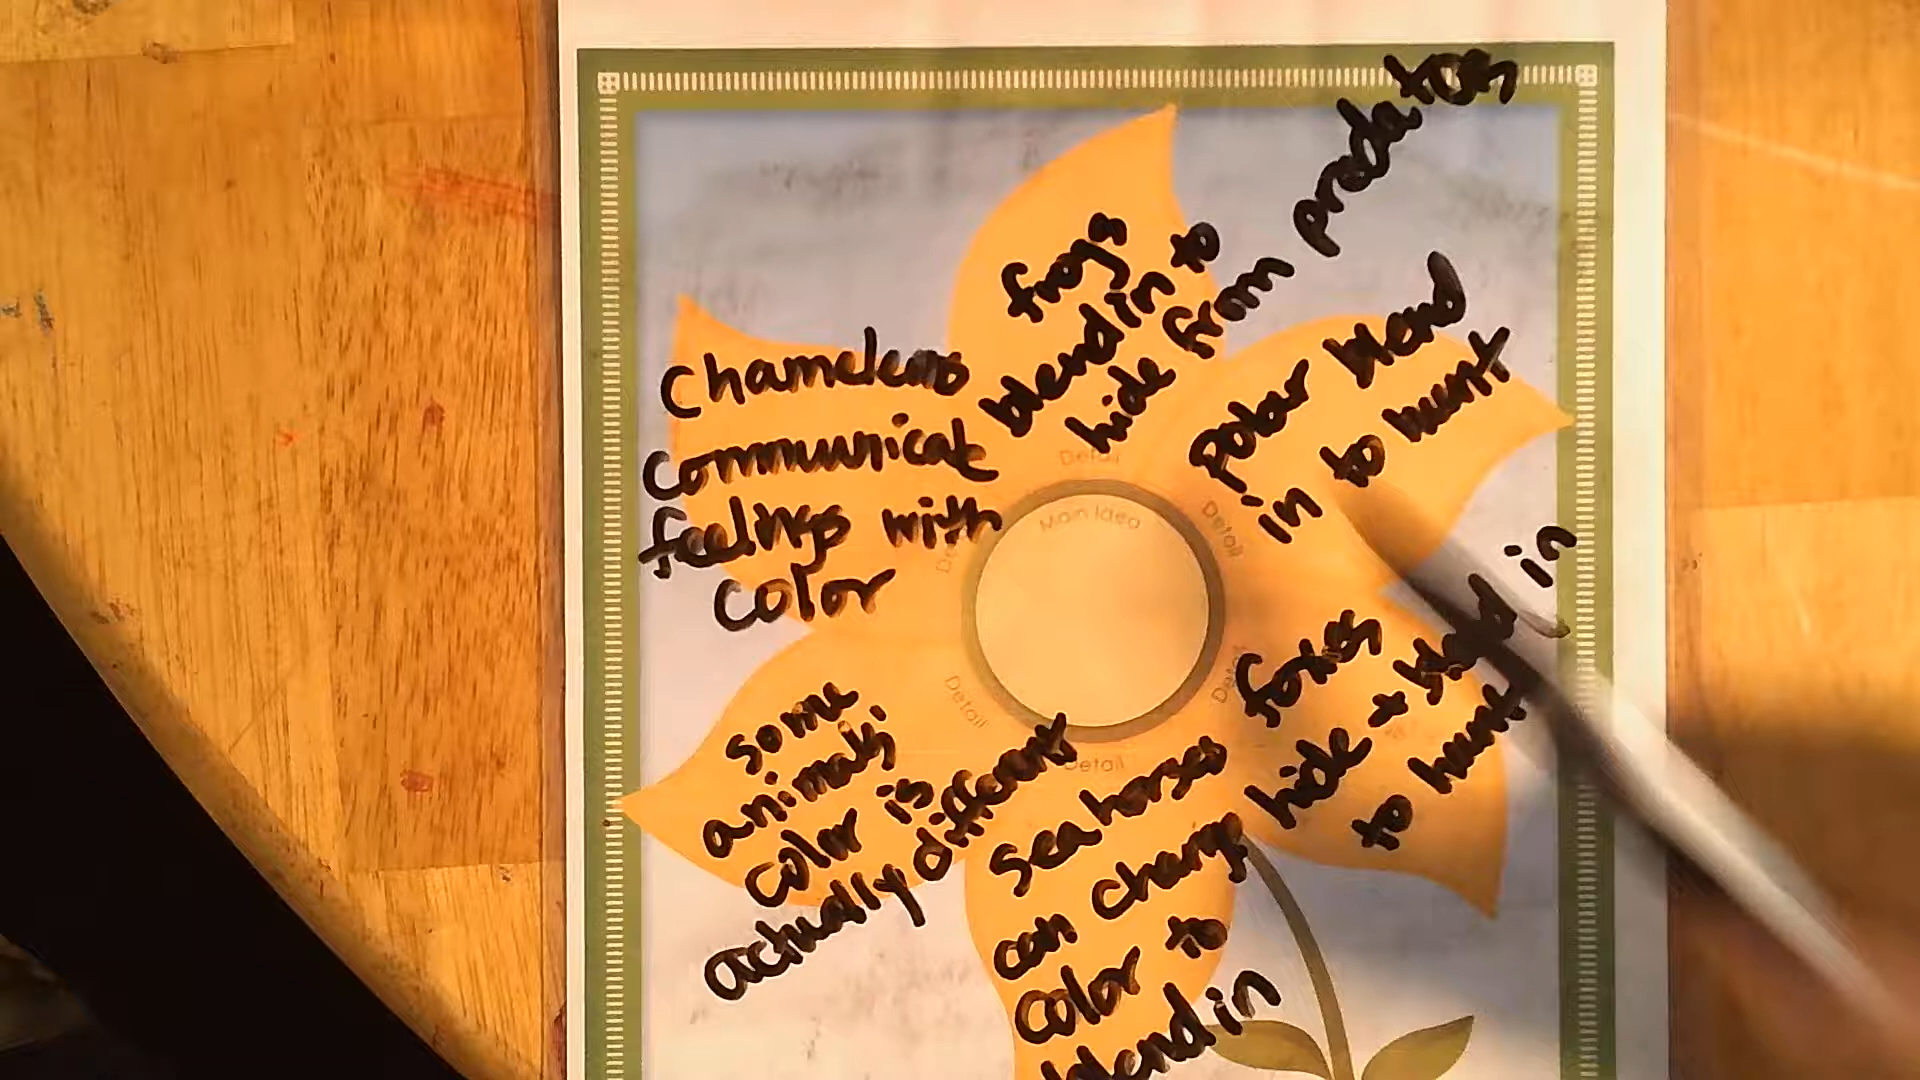 frogs
blend in to
hide from predators
Detail
polar blend
in to hunt
Detail
foxes
hide + blend in
to hunt
Sea horses
can change
color to
blend in
Detail
some
animals'
color is
actually different
Detail
Chameleons
communicate
feelings with
color
Main Idea